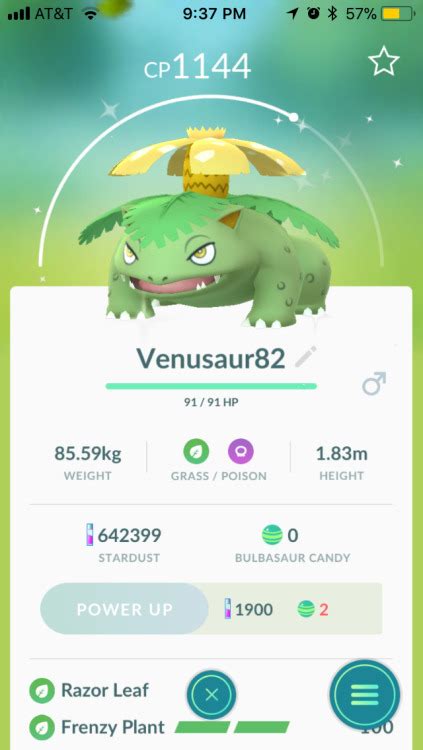 AT&T 9:37 PM 57%
CP1144
Venusaur82
91 / 91 HP
85.59kg 1.83m
WEIGHT GRASS / POISON HEIGHT
642399 0
STARDUST BULBASAUR CANDY
POWER UP 1900 2
Razor Leaf
Frenzy Plant 100